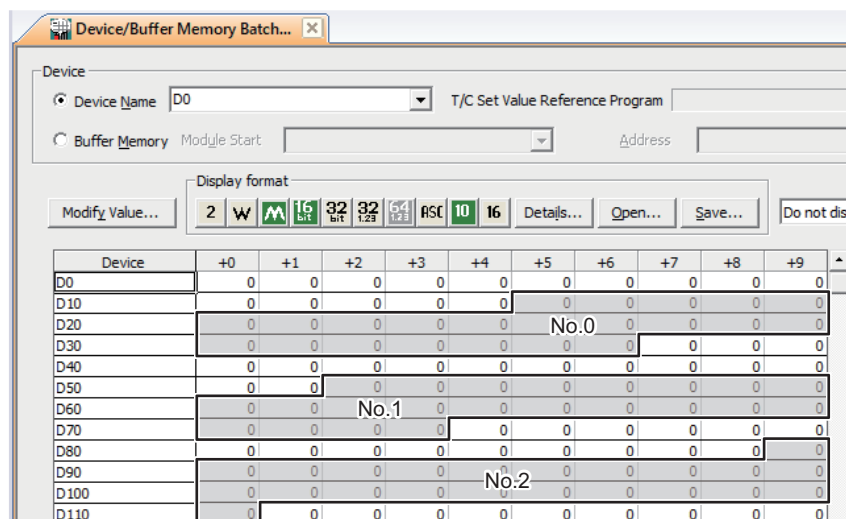 Device/Buffer Memory Batch...
Device
Device Name D0 T/C Set Value Reference Program
Buffer Memory Module Start Address
Display format
Modify Value... 2 W M 16 bit 32 bit 32 1.23 64 1.23 ASC 10 16 Details... Open... Save... Do not dis
Device +0 +1 +2 +3 +4 +5 +6 +7 +8 +9
D0 0 0 0 0 0 0 0 0 0 0
D10 0 0 0 0 0 0 0 0 0 0
D20 0 0 0 0 0 0 No.0 0 0 0 0
D30 0 0 0 0 0 0 0 0 0 0
D40 0 0 0 0 0 0 0 0 0 0
D50 0 0 0 0 0 0 0 0 0 0
D60 0 0 0 No.1 0 0 0 0 0 0 0
D70 0 0 0 0 0 0 0 0 0 0
D80 0 0 0 0 0 0 0 0 0 0
D90 0 0 0 0 0 0 0 0 0 0
No.2
D100 0 0 0 0 0 0 0 0 0 0
D110 0 0 0 0 0 0 0 0 0 0